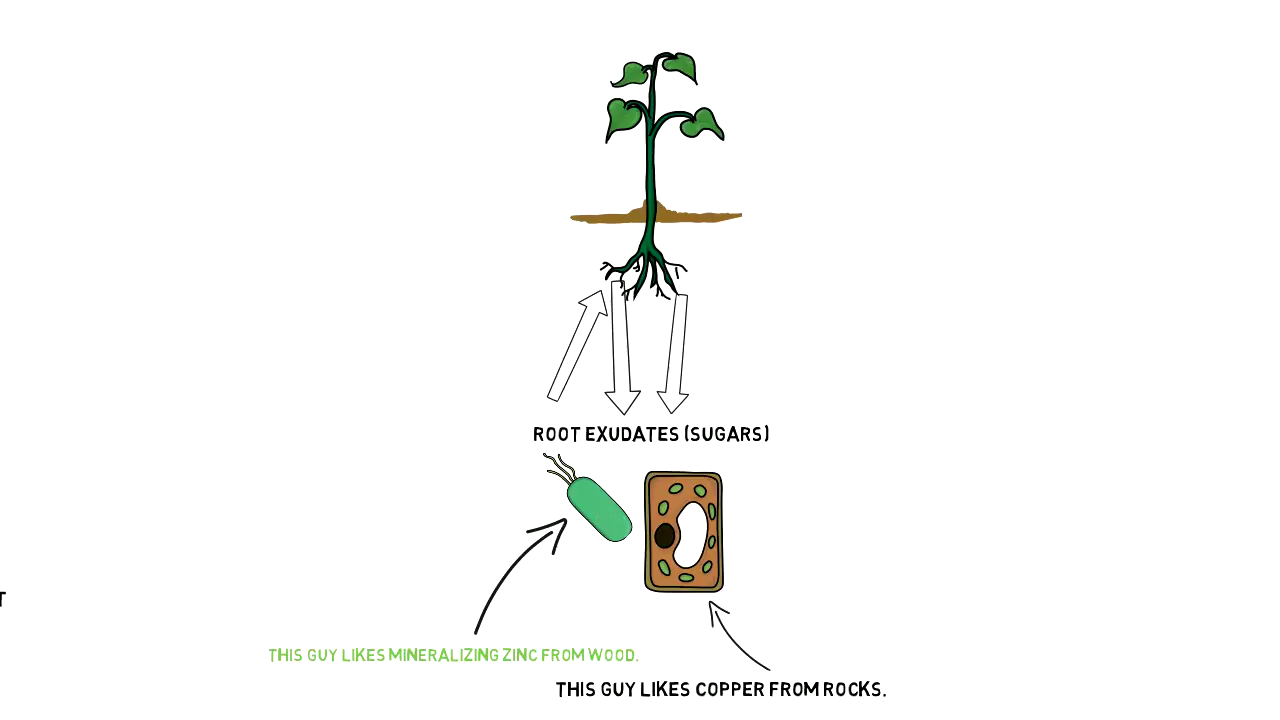 ROOT EXUDATES (SUGARS)
T
THIS GUY LIKES MINERALIZING ZINC FROM WOOD.
THIS GUY LIKES COPPER FROM ROCKS.